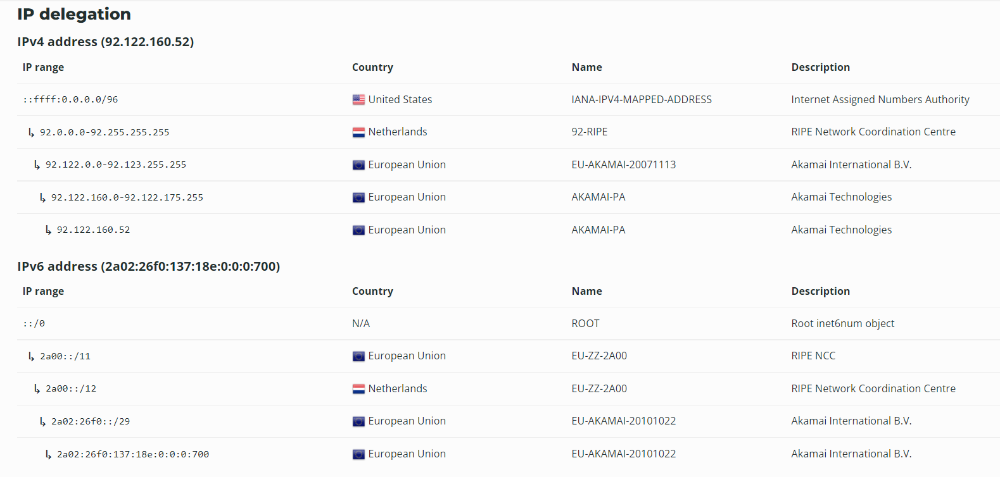 IP delegation
IPv4 address (92.122.160.52)
IP range Country Name Description
::ffff:0.0.0.0/96 United States IANA-IPV4-MAPPED-ADDRESS Internet Assigned Numbers Authority
↳ 92.0.0.0-92.255.255.255 Netherlands 92-RIPE RIPE Network Coordination Centre
↳ 92.122.0.0-92.123.255.255 European Union EU-AKAMAI-20071113 Akamai International B.V.
↳ 92.122.160.0-92.122.175.255 European Union AKAMAI-PA Akamai Technologies
↳ 92.122.160.52 European Union AKAMAI-PA Akamai Technologies
IPv6 address (2a02:26f0:137:18e:0:0:0:700)
IP range Country Name Description
::/0 N/A ROOT Root inet6num object
↳ 2a00::/11 European Union EU-ZZ-2A00 RIPE NCC
↳ 2a00::/12 Netherlands EU-ZZ-2A00 RIPE Network Coordination Centre
↳ 2a02:26f0::/29 European Union EU-AKAMAI-20101022 Akamai International B.V.
↳ 2a02:26f0:137:18e:0:0:0:700 European Union EU-AKAMAI-20101022 Akamai International B.V.